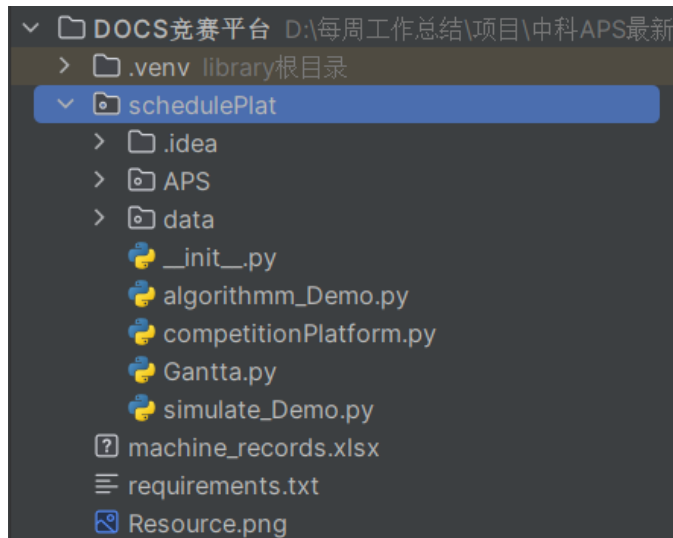 DOCS竞赛平台 D:\每周工作总结\项目\中科APS最新
.venv library根目录
schedulePlat
.idea
APS
data
__init__.py
algorithmm_Demo.py
competitionPlatform.py
Gantta.py
simulate_Demo.py
machine_records.xlsx
requirements.txt
Resource.png